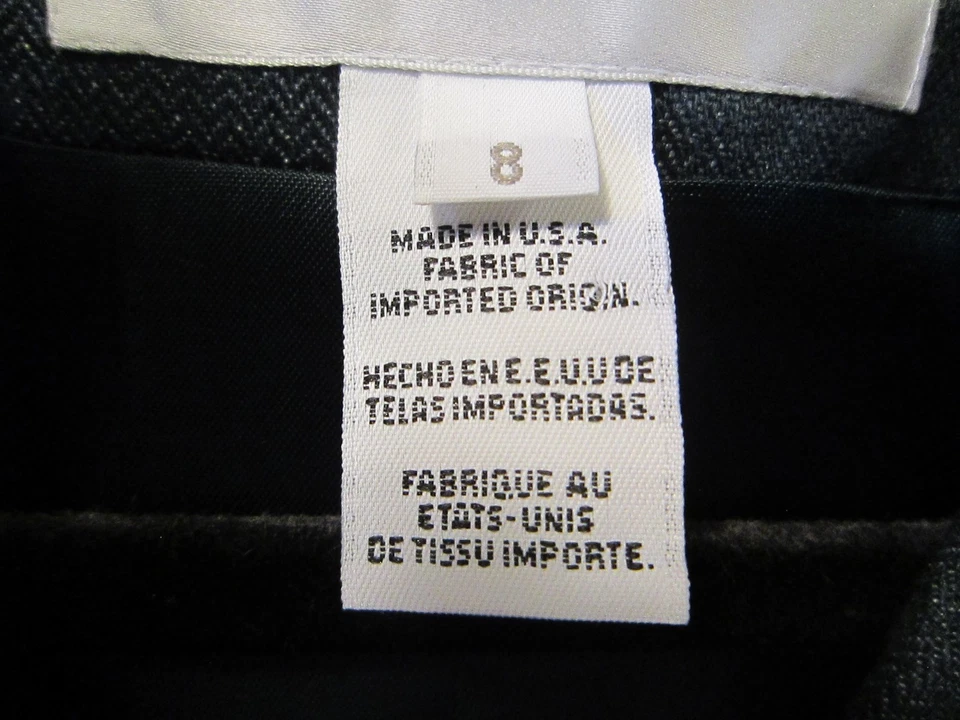 8
MADE IN U.S.A.
FABRIC OF
IMPORTED ORIGIN.
HECHO EN E.E.U.U DE
TELAS IMPORTADAS.
FABRIQUE AU
ETATS-UNIS
DE TISSU IMPORTE.